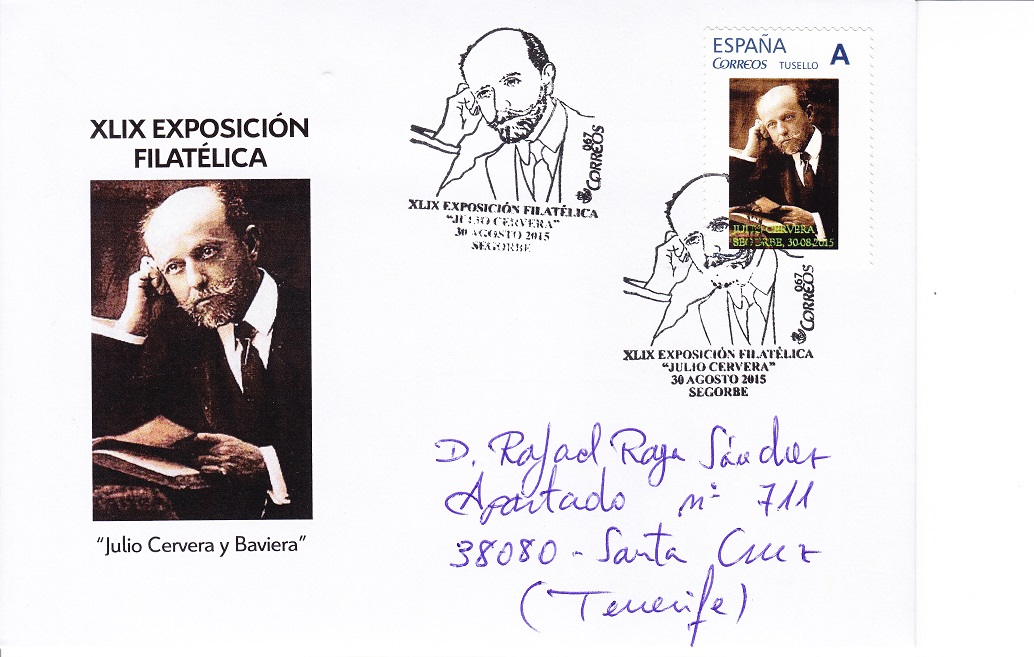 XLIX EXPOSICIÓN
FILATÉLICA
"Julio Cervera y Baviera"
067
CORREOS
XLIX EXPOSICIÓN FILATÉLICA
"JULIO CERVERA"
30 AGOSTO 2015
SEGORBE
ESPAÑA
A
CORREOS TUSELLO
JULIO CERVERA
SEGORBE, 30-08-2015
067
CORREOS
XLIX EXPOSICIÓN FILATÉLICA
"JULIO CERVERA"
30 AGOSTO 2015
SEGORBE
D. Rafael Raya Sánchez
Apartado nº 711
38080 - Santa Cruz
(Tenerife)